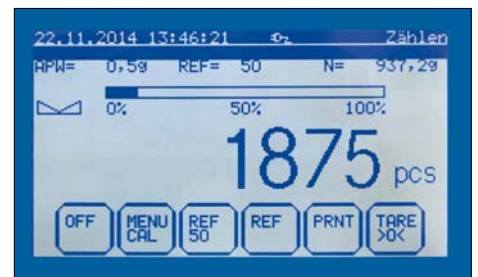 22.11.2014 13:46:21 Zählen
APW= 0,5g REF= 50 N= 937,2g
0% 50% 100%
1875 pcs
OFF MENU CAL REF 50 REF PRNT TARE >0<